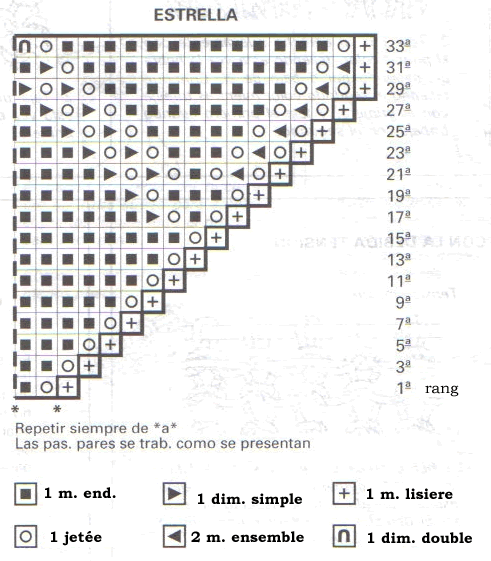 ESTRELLA
33ª
31ª
29ª
27ª
25ª
23ª
21ª
19ª
17ª
15ª
13ª
11ª
9ª
7ª
5ª
3ª
1ª rang
* *
Repetir siempre de *a*
Las pas. pares se trab. como se presentan
1 m. end.
1 dim. simple
1 m. lisiere
1 jetée
2 m. ensemble
1 dim. double